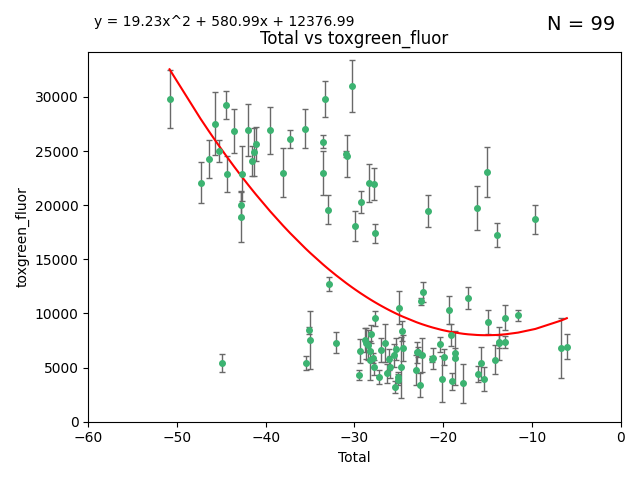 y = 19.23x^2 + 580.99x + 12376.99
N = 99
Total vs toxgreen_fluor
30000
25000
20000
15000
10000
5000
0
toxgreen_fluor
−60
−50
−40
−30
−20
−10
0
Total